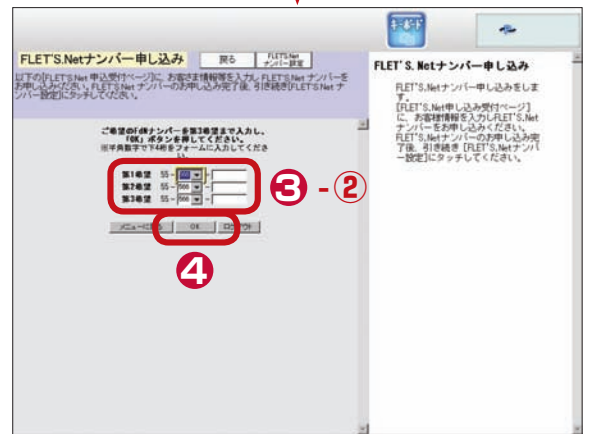 キーボード
FLET'S.Netナンバー申し込み
戻る
FLET'S.Net
ナンバー設定
以下の[FLET'S.Net 申込受付ページ]に、お客さま情報等を入力し FLET'S.Net ナンバーを
お申し込みください。FLET'S.Net ナンバーのお申し込み完了後、引き続き[FLET'S.Net ナ
ンバー設定]にタッチしてください。
ご希望のFdNナンバーを第3希望まで入力し、
「OK」ボタンを押してください。
※半角数字で下4桁をフォームに入力してくださ
い。
第1希望 55-566-
第2希望 55-566-
第3希望 55-566-
❸-②
メニューに戻る
OK
ログアウト
❹
FLET'S.Netナンバー申し込み
FLET'S.Netナンバー申し込みをしま
す。
[FLET'S.Net申し込み受付ページ]
に、お客様情報を入力しFLET'S.Net
ナンバーをお申し込みください。
FLET'S.Netナンバーのお申し込み完
了後、引き続き [FLET'S.Netナンバ
ー設定]にタッチしてください。